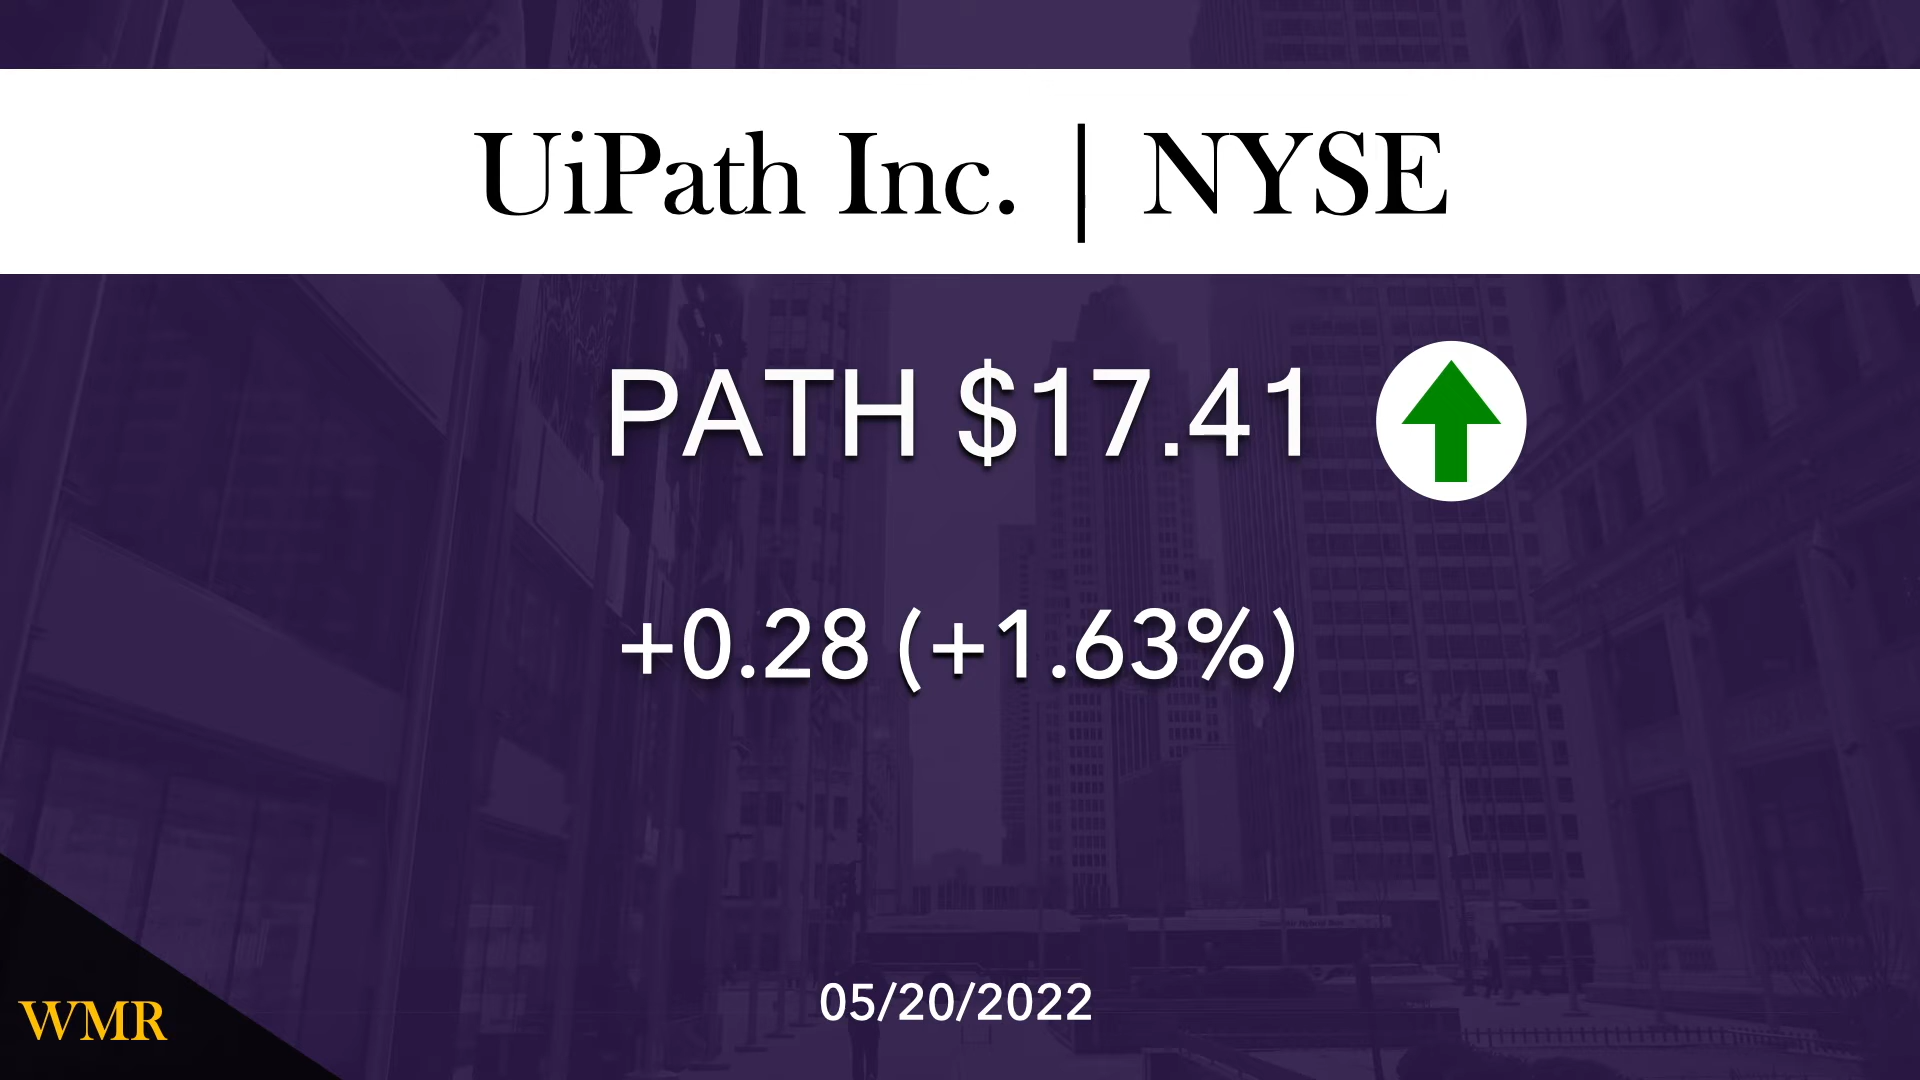 UiPath Inc. | NYSE
PATH $17.41
+0.28 (+1.63%)
05/20/2022
WMR